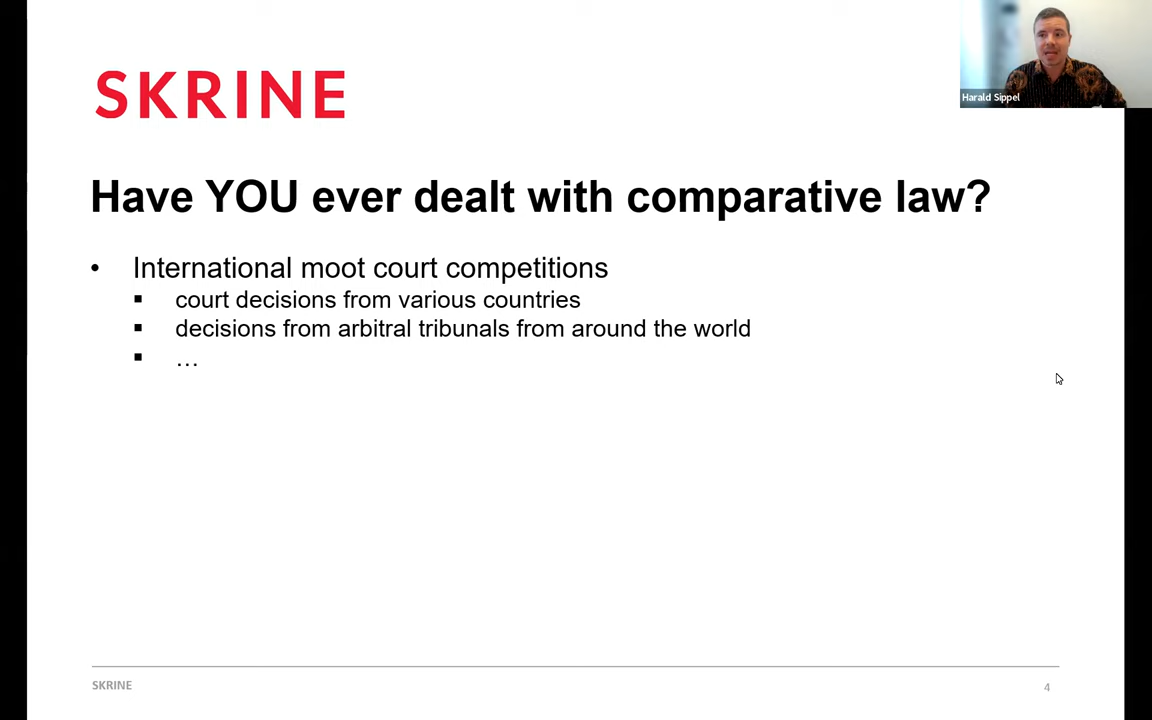 SKRINE
Harald Sippel
Have YOU ever dealt with comparative law?
• International moot court competitions
▪ court decisions from various countries
▪ decisions from arbitral tribunals from around the world
▪ …
SKRINE
4